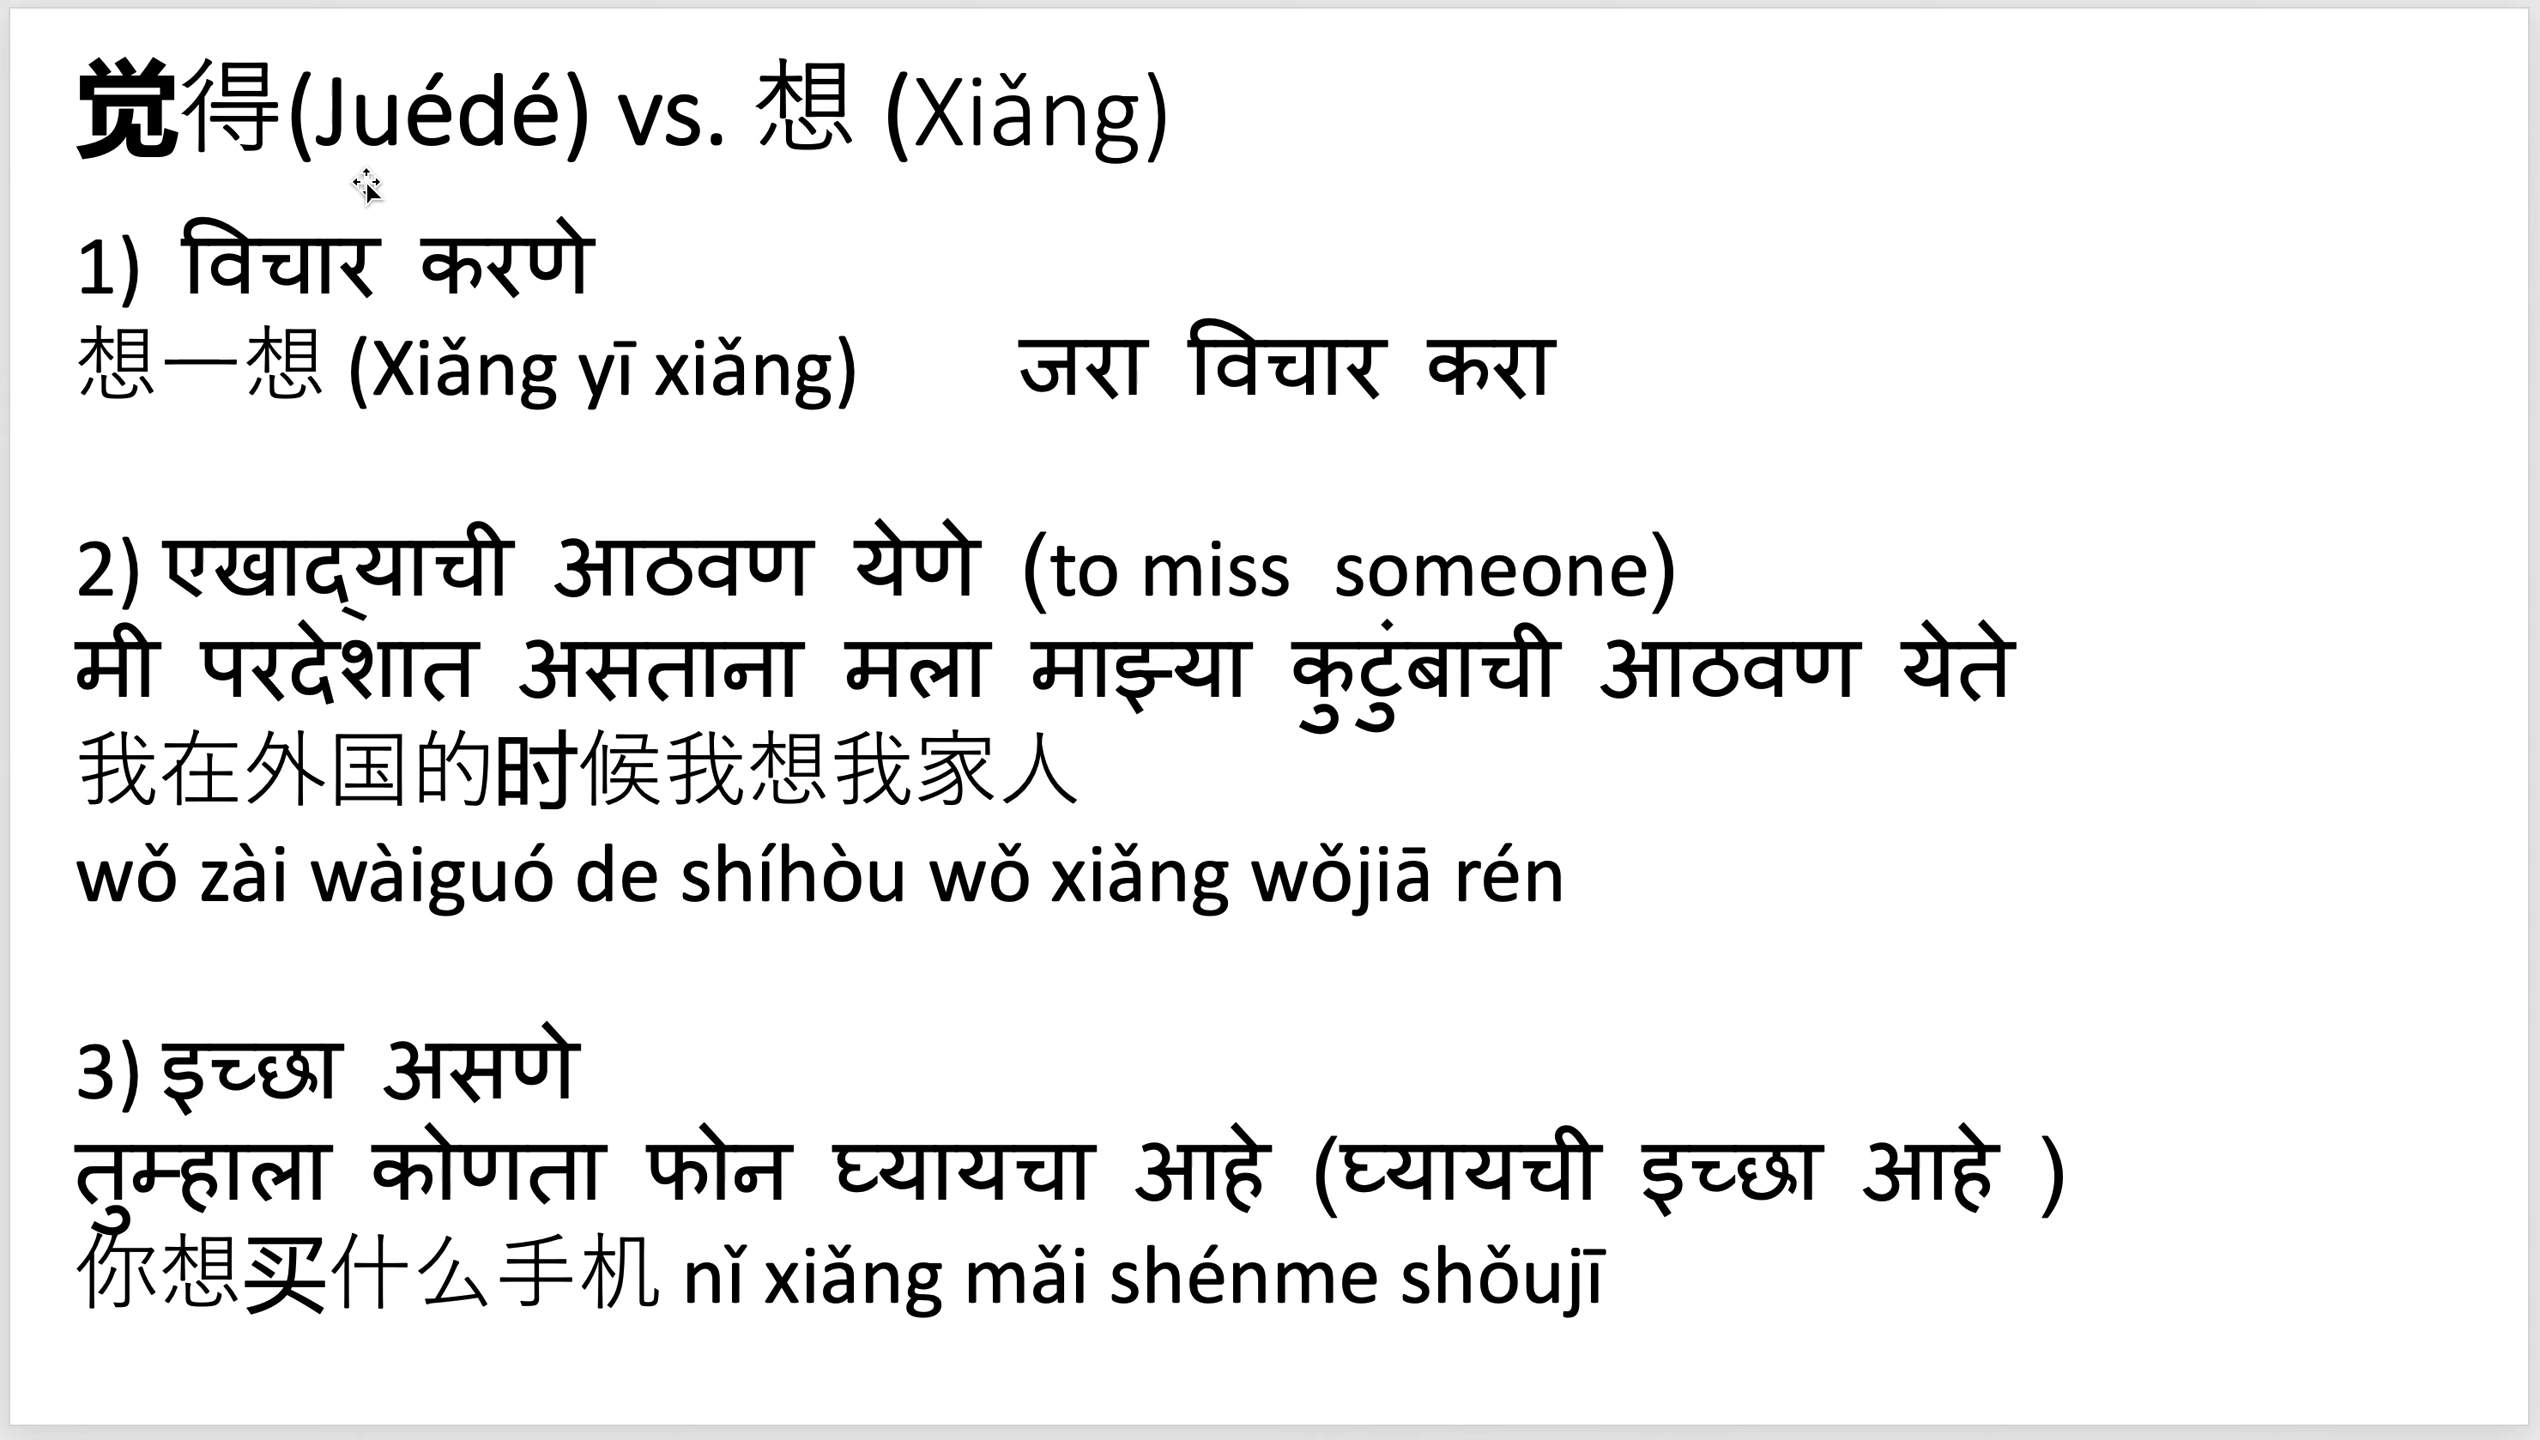 觉得(Juédé) vs. 想 (Xiǎng)
1) विचार करणे
想一想 (Xiǎng yī xiǎng) जरा विचार करा
2) एखाद्याची आठवण येणे (to miss someone)
मी परदेशात असताना मला माझ्या कुटुंबाची आठवण येते
我在外国的时候我想我家人
wǒ zài wàiguó de shíhòu wǒ xiǎng wǒjiā rén
3) इच्छा असणे
तुम्हाला कोणता फोन घ्यायचा आहे (घ्यायची इच्छा आहे )
你想买什么手机 nǐ xiǎng mǎi shénme shǒujī